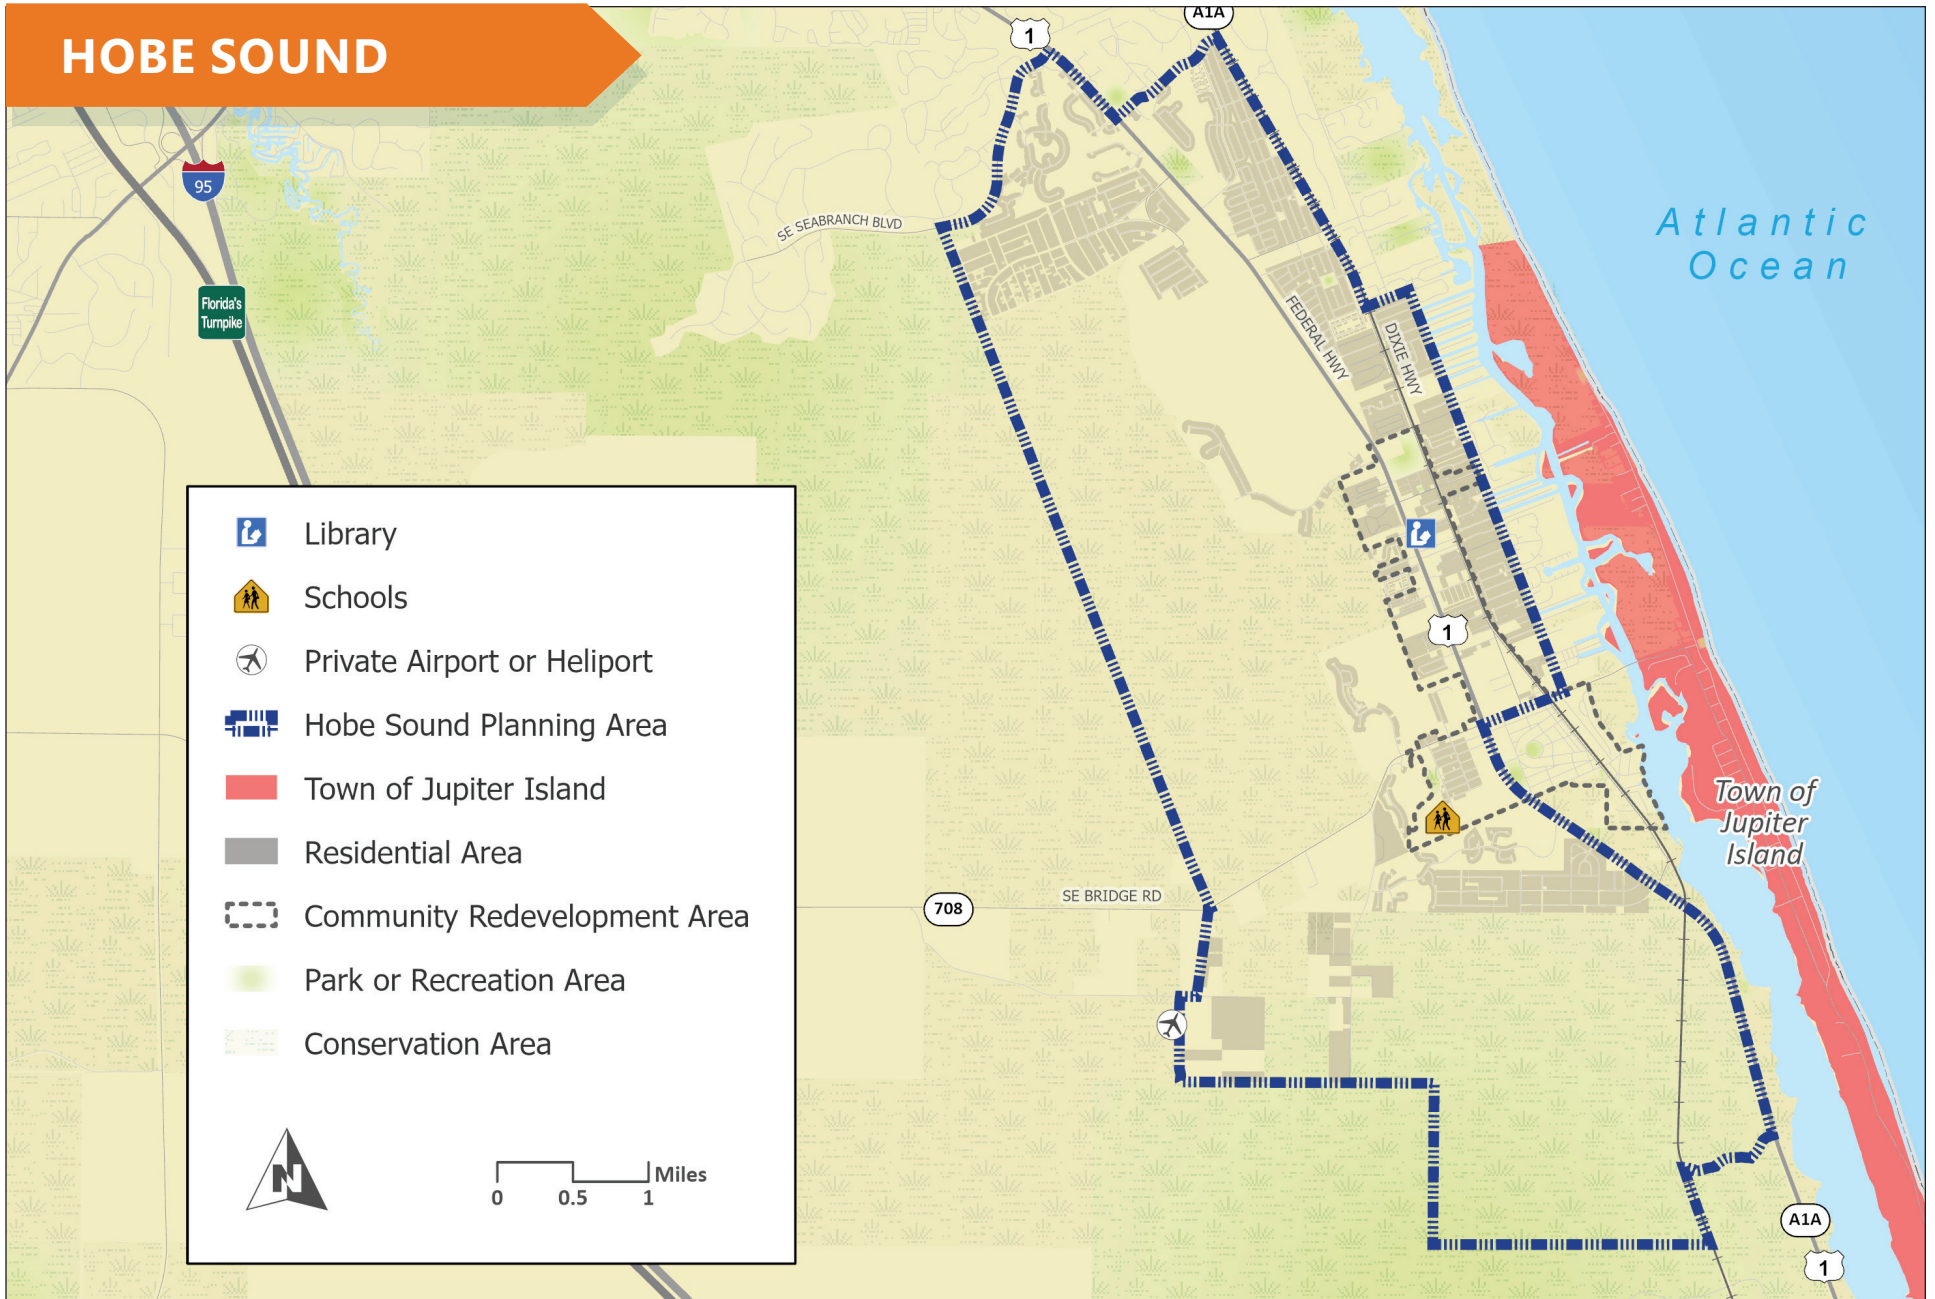 HOBE SOUND
1
A1A
95
SE SEABRANCH BLVD
Atlantic
Ocean
Florida's
Turnpike
FEDERAL HWY
DIXIE HWY
Library
Schools
1
Private Airport or Heliport
Hobe Sound Planning Area
Town of Jupiter Island
Town of
Jupiter
Island
Residential Area
SE BRIDGE RD
708
Community Redevelopment Area
Park or Recreation Area
Conservation Area
N
Miles
0 0.5 1
A1A
1